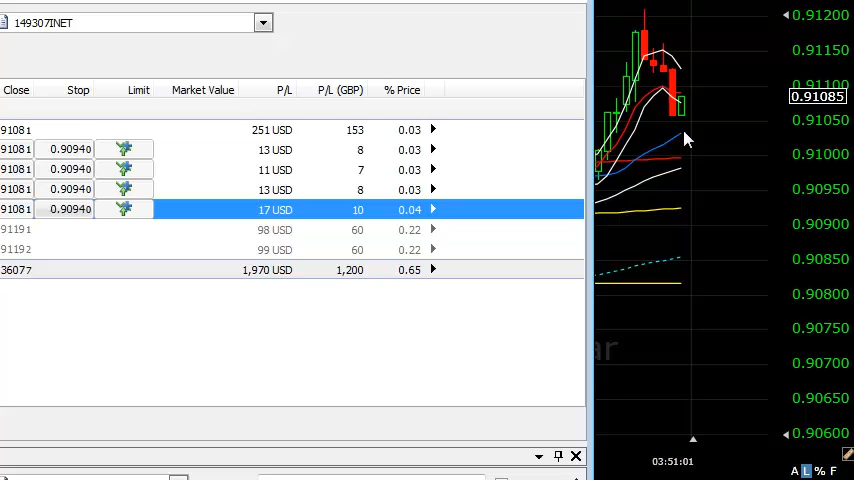 149307INET
Close Stop Limit Market Value P/L P/L (GBP) % Price
91081 251 USD 153 0.03
91081 0.90940 13 USD 8 0.03
91081 0.90940 11 USD 7 0.03
91081 0.90940 13 USD 8 0.03
91081 0.90940 17 USD 10 0.04
91191 98 USD 60 0.22
91192 99 USD 60 0.22
36077 1,970 USD 1,200 0.65
0.91200
0.91150
0.91100
0.91085
0.91050
0.91000
0.90950
0.90900
0.90850
0.90800
0.90750
0.90700
0.90650
0.90600
ar
03:51:01
A L % F